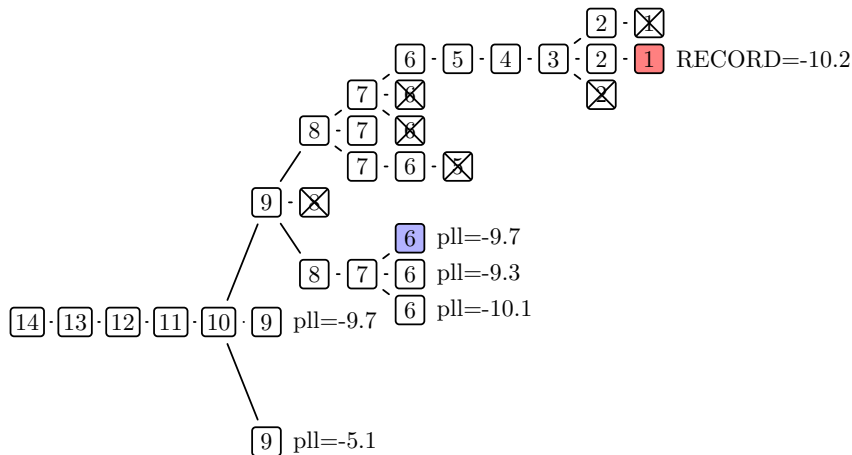 2 1
6 5 4 3 2 1 RECORD=-10.2
7 6 2
8 7 6
7 6 5
9 8
6 pll=-9.7
8 7 6 pll=-9.3
6 pll=-10.1
14 13 12 11 10 9 pll=-9.7
9 pll=-5.1